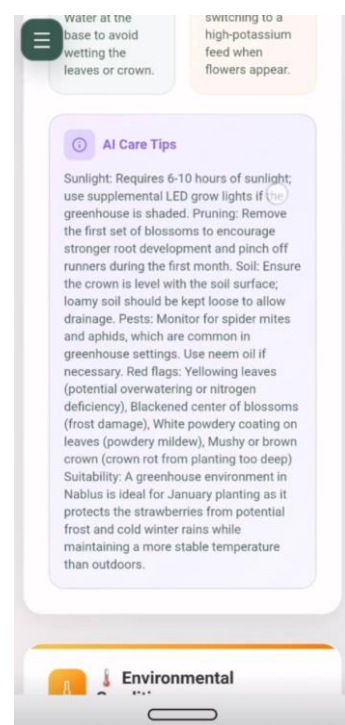 Water at the
base to avoid
wetting the
leaves or crown.
switching to a
high-potassium
feed when
flowers appear.
AI Care Tips
Sunlight: Requires 6-10 hours of sunlight;
use supplemental LED grow lights if the
greenhouse is shaded. Pruning: Remove
the first set of blossoms to encourage
stronger root development and pinch off
runners during the first month. Soil: Ensure
the crown is level with the soil surface;
loamy soil should be kept loose to allow
drainage. Pests: Monitor for spider mites
and aphids, which are common in
greenhouse settings. Use neem oil if
necessary. Red flags: Yellowing leaves
(potential overwatering or nitrogen
deficiency), Blackened center of blossoms
(frost damage), White powdery coating on
leaves (powdery mildew), Mushy or brown
crown (crown rot from planting too deep)
Suitability: A greenhouse environment in
Nablus is ideal for January planting as it
protects the strawberries from potential
frost and cold winter rains while
maintaining a more stable temperature
than outdoors.
Environmental